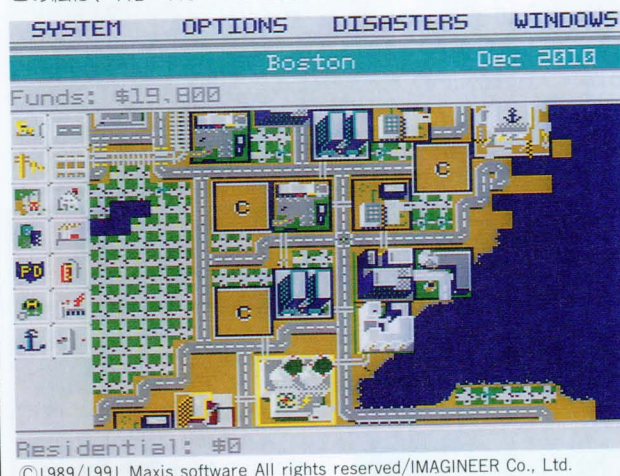 SYSTEM OPTIONS DISASTERS WINDOWS
Boston Dec 2010
Funds: $19,800
C
C
C
PD
Residential: $0
©1989/1991 Maxis software All rights reserved/IMAGINEER Co., Ltd.